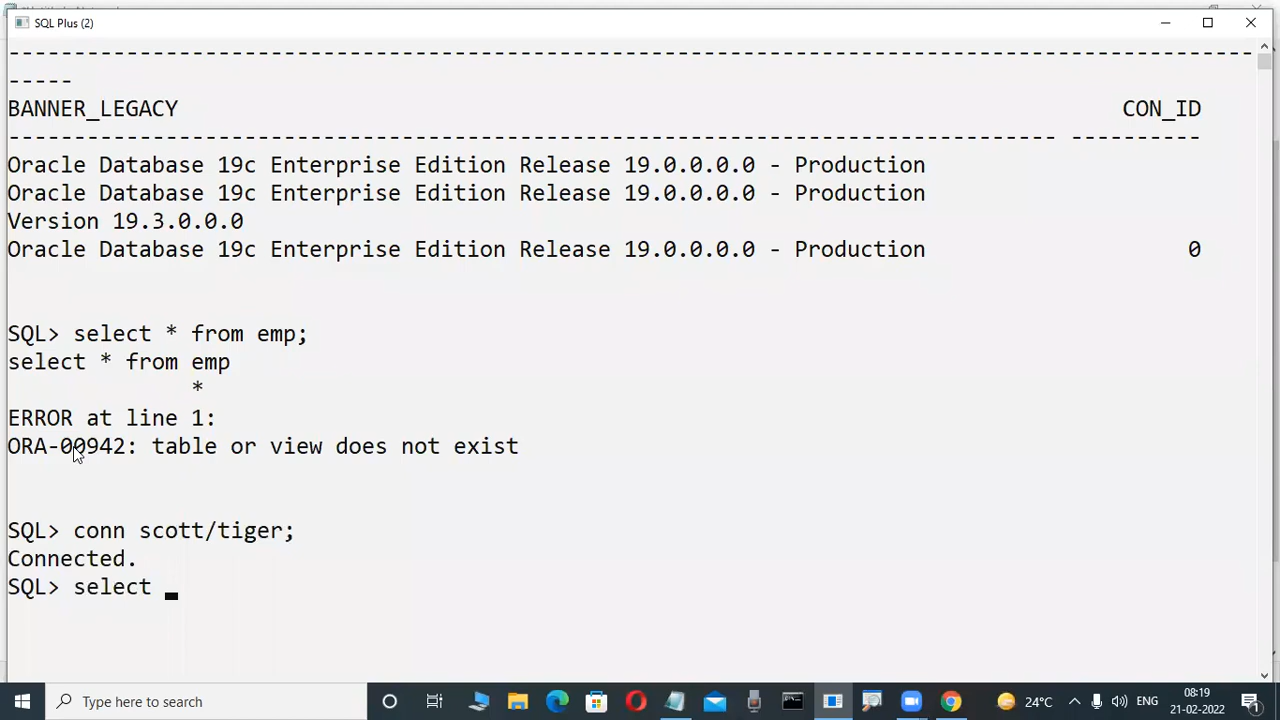 SQL Plus (2)
-----------------------------------------------------------------------------------------------
-----
BANNER_LEGACY CON_ID
-------------------------------------------------------------------------------- ----------
Oracle Database 19c Enterprise Edition Release 19.0.0.0.0 - Production
Oracle Database 19c Enterprise Edition Release 19.0.0.0.0 - Production
Version 19.3.0.0.0
Oracle Database 19c Enterprise Edition Release 19.0.0.0.0 - Production 0
SQL> select * from emp;
select * from emp
*
ERROR at line 1:
ORA-00942: table or view does not exist
SQL> conn scott/tiger;
Connected.
SQL> select
Type here to search
24°C
ENG
08:19
21-02-2022
1